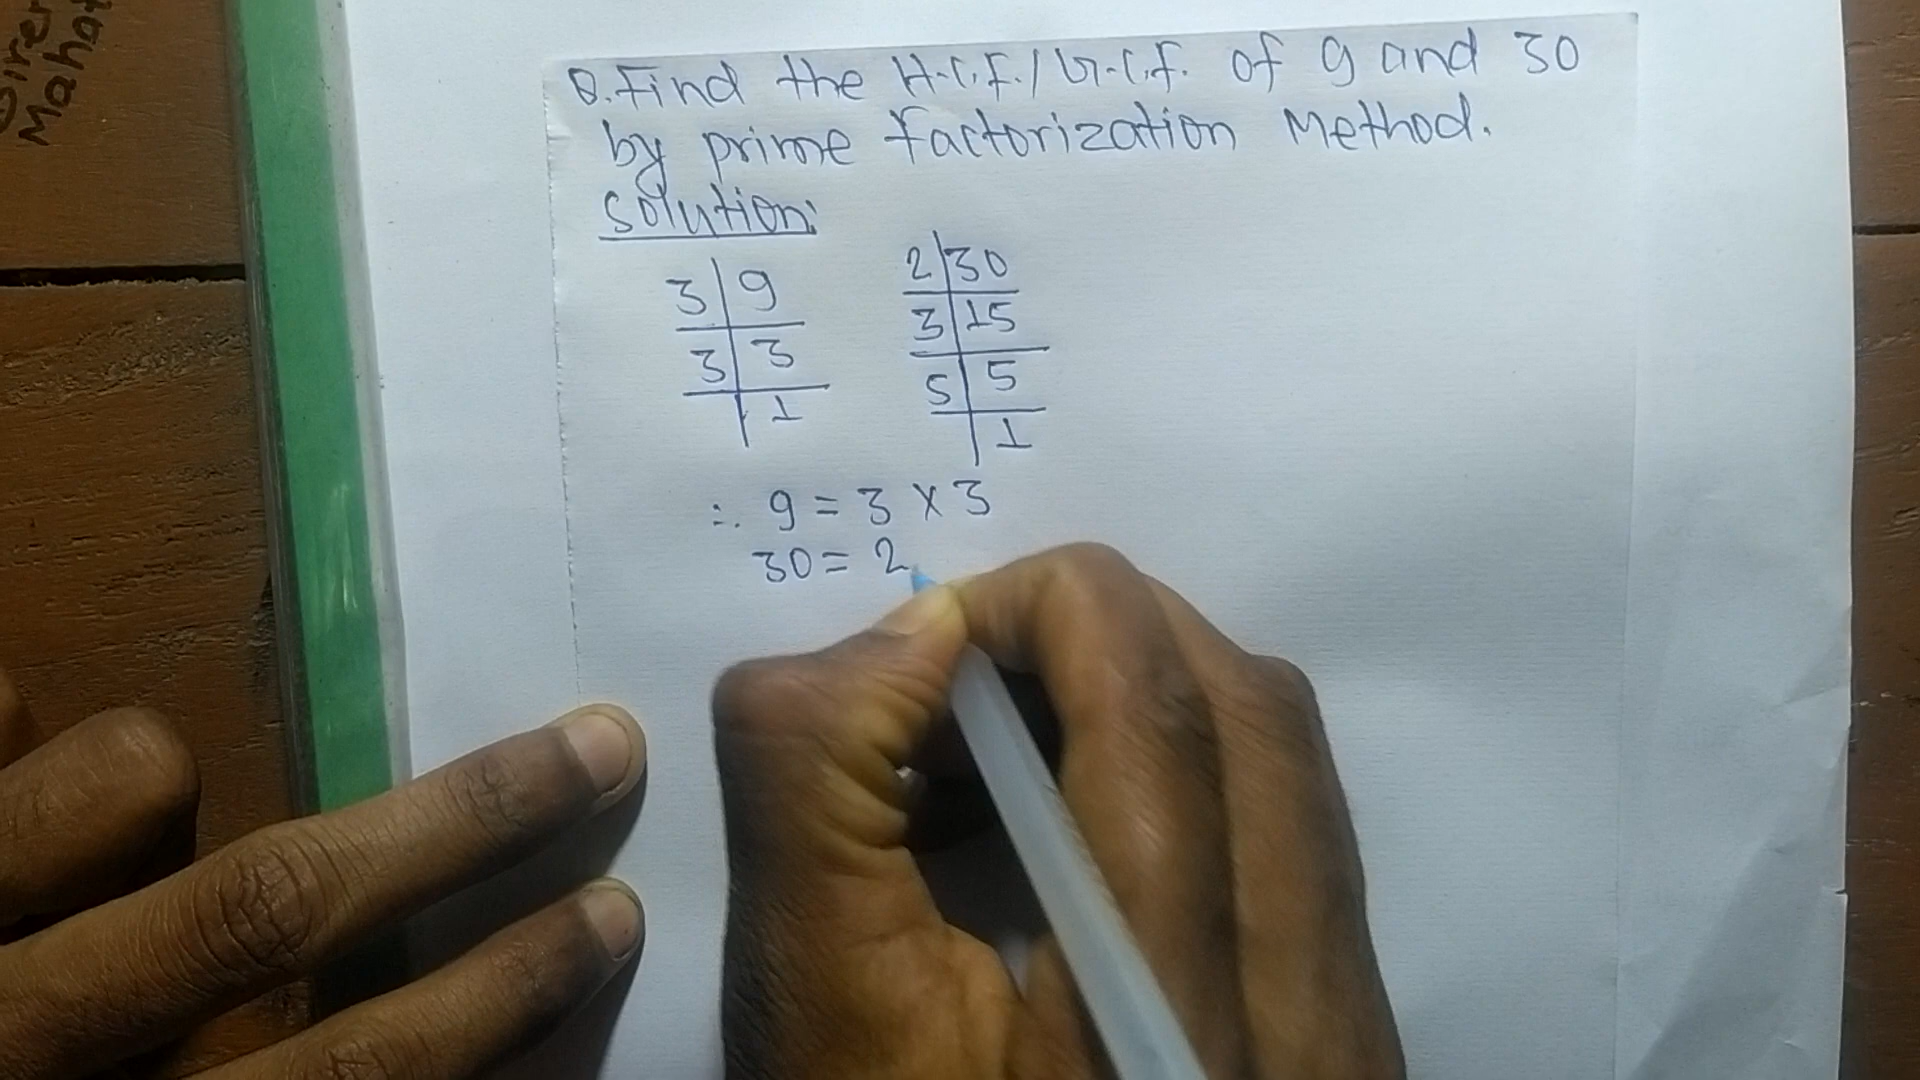 Q. Find the H.C.F./G.C.F. of 9 and 30
by prime factorization Method.
Solution:
3 | 9
3 | 3
1
2 | 30
3 | 15
5 | 5
1
∴ 9 = 3 × 3
30 = 2